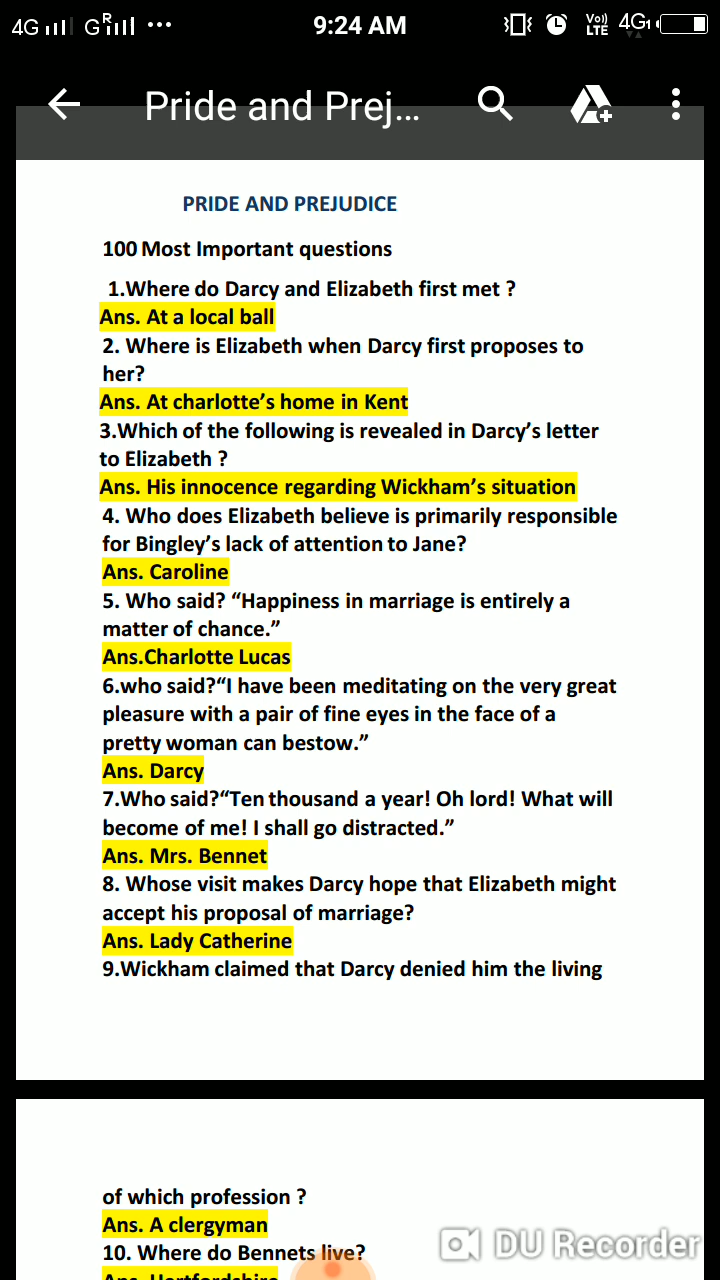 4G GR ... 9:24 AM Vo)) LTE 4G1
Pride and Prej...
PRIDE AND PREJUDICE
100 Most Important questions
1.Where do Darcy and Elizabeth first met ?
Ans. At a local ball
2. Where is Elizabeth when Darcy first proposes to
her?
Ans. At charlotte’s home in Kent
3.Which of the following is revealed in Darcy’s letter
to Elizabeth ?
Ans. His innocence regarding Wickham’s situation
4. Who does Elizabeth believe is primarily responsible
for Bingley’s lack of attention to Jane?
Ans. Caroline
5. Who said? “Happiness in marriage is entirely a
matter of chance.”
Ans.Charlotte Lucas
6.who said?“I have been meditating on the very great
pleasure with a pair of fine eyes in the face of a
pretty woman can bestow.”
Ans. Darcy
7.Who said?“Ten thousand a year! Oh lord! What will
become of me! I shall go distracted.”
Ans. Mrs. Bennet
8. Whose visit makes Darcy hope that Elizabeth might
accept his proposal of marriage?
Ans. Lady Catherine
9.Wickham claimed that Darcy denied him the living
of which profession ?
Ans. A clergyman
DU Recorder
10. Where do Bennets live?
Ans. Hertfordshire